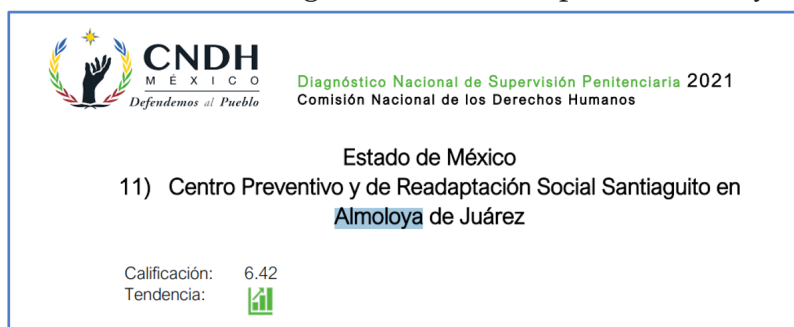 CNDH
MÉXICO
Defendemos al Pueblo
Diagnóstico Nacional de Supervisión Penitenciaria 2021
Comisión Nacional de los Derechos Humanos
Estado de México
11) Centro Preventivo y de Readaptación Social Santiaguito en
Almoloya de Juárez
Calificación: 6.42
Tendencia: